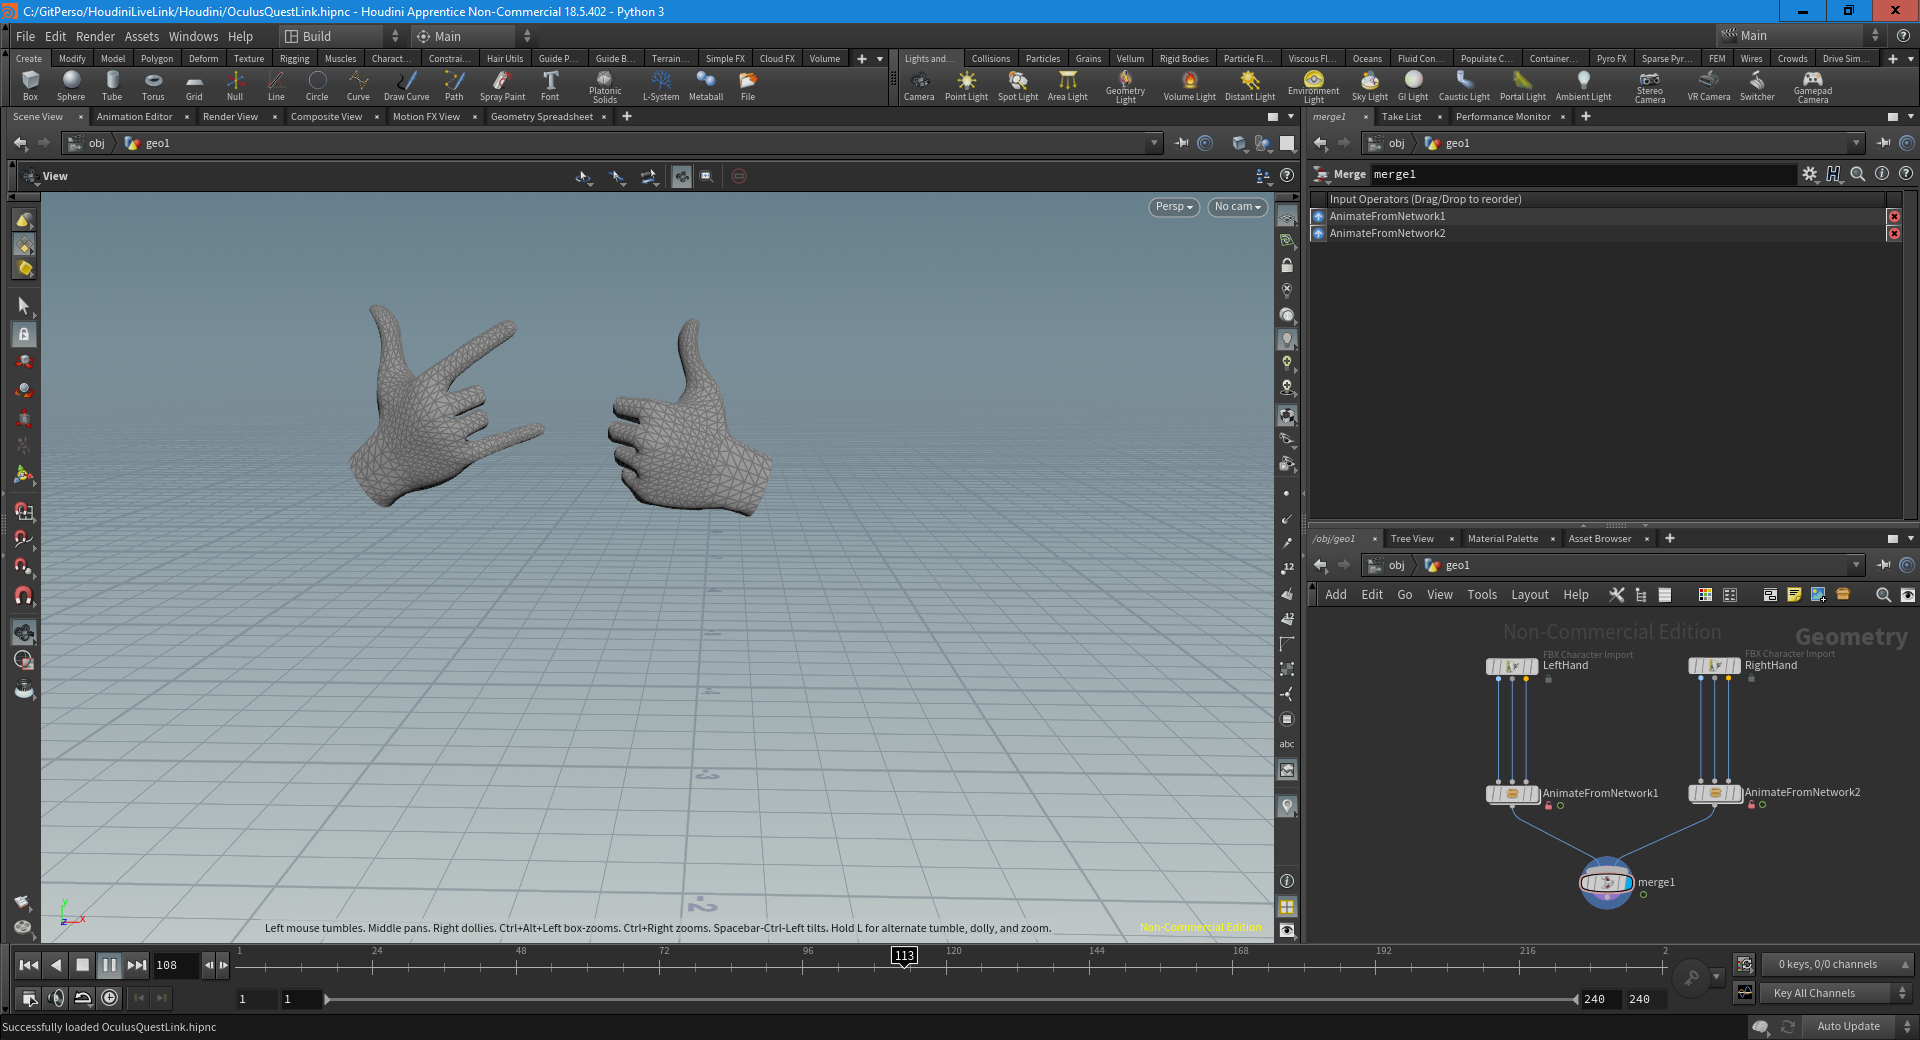 C:/GitPerso/HoudiniLiveLink/Houdini/OculusQuestLink.hipnc - Houdini Apprentice Non-Commercial 18.5.402 - Python 3
File Edit Render Assets Windows Help Build Main Main
Create Modify Model Polygon Deform Texture Rigging Muscles Charact... Constrai... Hair Utils Guide P... Guide B... Terrain... Simple FX Cloud FX Volume
Lights and... Collisions Particles Grains Vellum Rigid Bodies Particle Fl... Viscous Fl... Oceans Fluid Con... Populate C... Container... Pyro FX Sparse Pyr... FEM Wires Crowds Drive Sim...
Box Sphere Tube Torus Grid Null Line Circle Curve Draw Curve Path Spray Paint Font Platonic Solids L-System Metaball File
Camera Point Light Spot Light Area Light Geometry Light Volume Light Distant Light Environment Light Sky Light GI Light Caustic Light Portal Light Ambient Light Stereo Camera VR Camera Switcher Gamepad Camera
Scene View Animation Editor Render View Composite View Motion FX View Geometry Spreadsheet
merge1 Take List Performance Monitor
obj geo1
obj geo1
View
Merge merge1
Persp No cam
Input Operators (Drag/Drop to reorder)
AnimateFromNetwork1
AnimateFromNetwork2
/obj/geo1 Tree View Material Palette Asset Browser
obj geo1
Add Edit Go View Tools Layout Help
Non-Commercial Edition Geometry
FBX Character Import
LeftHand
FBX Character Import
RightHand
AnimateFromNetwork1
AnimateFromNetwork2
merge1
12
12
abc
4
3
2
y
x
z
Left mouse tumbles. Middle pans. Right dollies. Ctrl+Alt+Left box-zooms. Ctrl+Right zooms. Spacebar-Ctrl-Left tilts. Hold L for alternate tumble, dolly, and zoom.
Non-Commercial Edition
108
1 24 48 72 96 113 120 144 168 192 216 2
0 keys, 0/0 channels
1 1 240 240
Key All Channels
Successfully loaded OculusQuestLink.hipnc
Auto Update